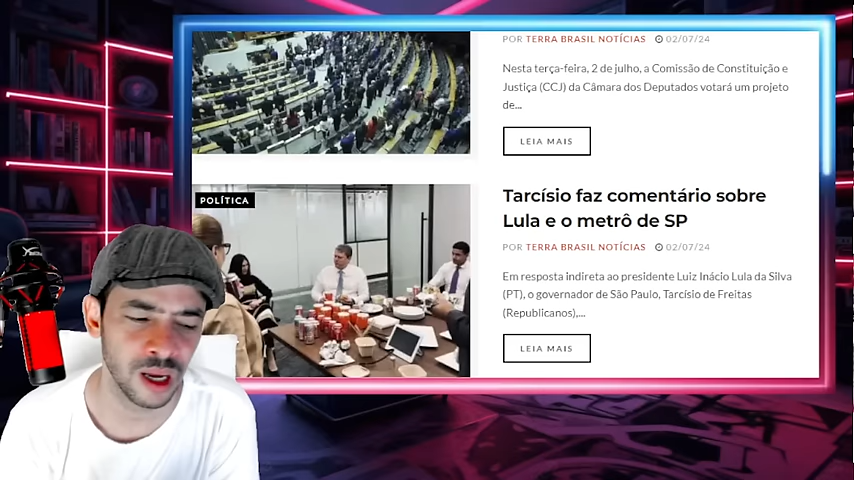 POR TERRA BRASIL NOTÍCIAS 02/07/24
Nesta terça-feira, 2 de julho, a Comissão de Constituição e
Justiça (CCJ) da Câmara dos Deputados votará um projeto
de...
LEIA MAIS
POLÍTICA
Tarcísio faz comentário sobre
Lula e o metrô de SP
POR TERRA BRASIL NOTÍCIAS 02/07/24
Em resposta indireta ao presidente Luiz Inácio Lula da Silva
(PT), o governador de São Paulo, Tarcísio de Freitas
(Republicanos),...
LEIA MAIS